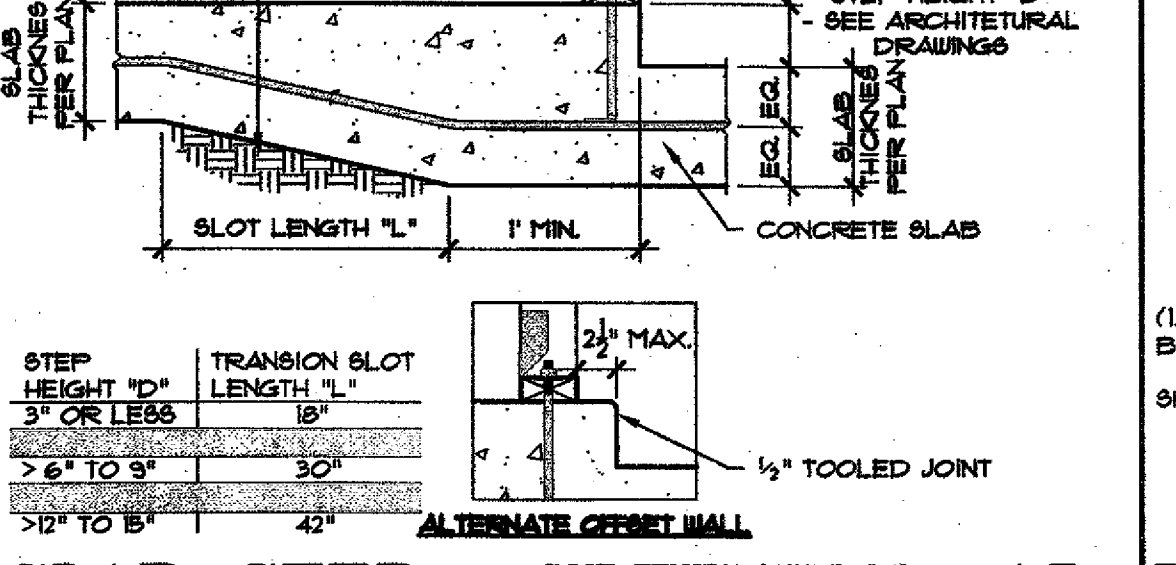 SLAB
THICKNES
PER PLAN
- SEE ARCHITETURAL
DRAWINGS
EQ.
EQ.
SLAB
THICKNES
PER PLAN
SLOT LENGTH "L"
1' MIN.
CONCRETE SLAB
STEP
HEIGHT "D"
TRANSION SLOT
LENGTH "L"
3" OR LESS 18"
> 6" TO 9" 30"
>12" TO 15" 42"
2½" MAX.
½" TOOLED JOINT
ALTERNATE OFFSET WALL